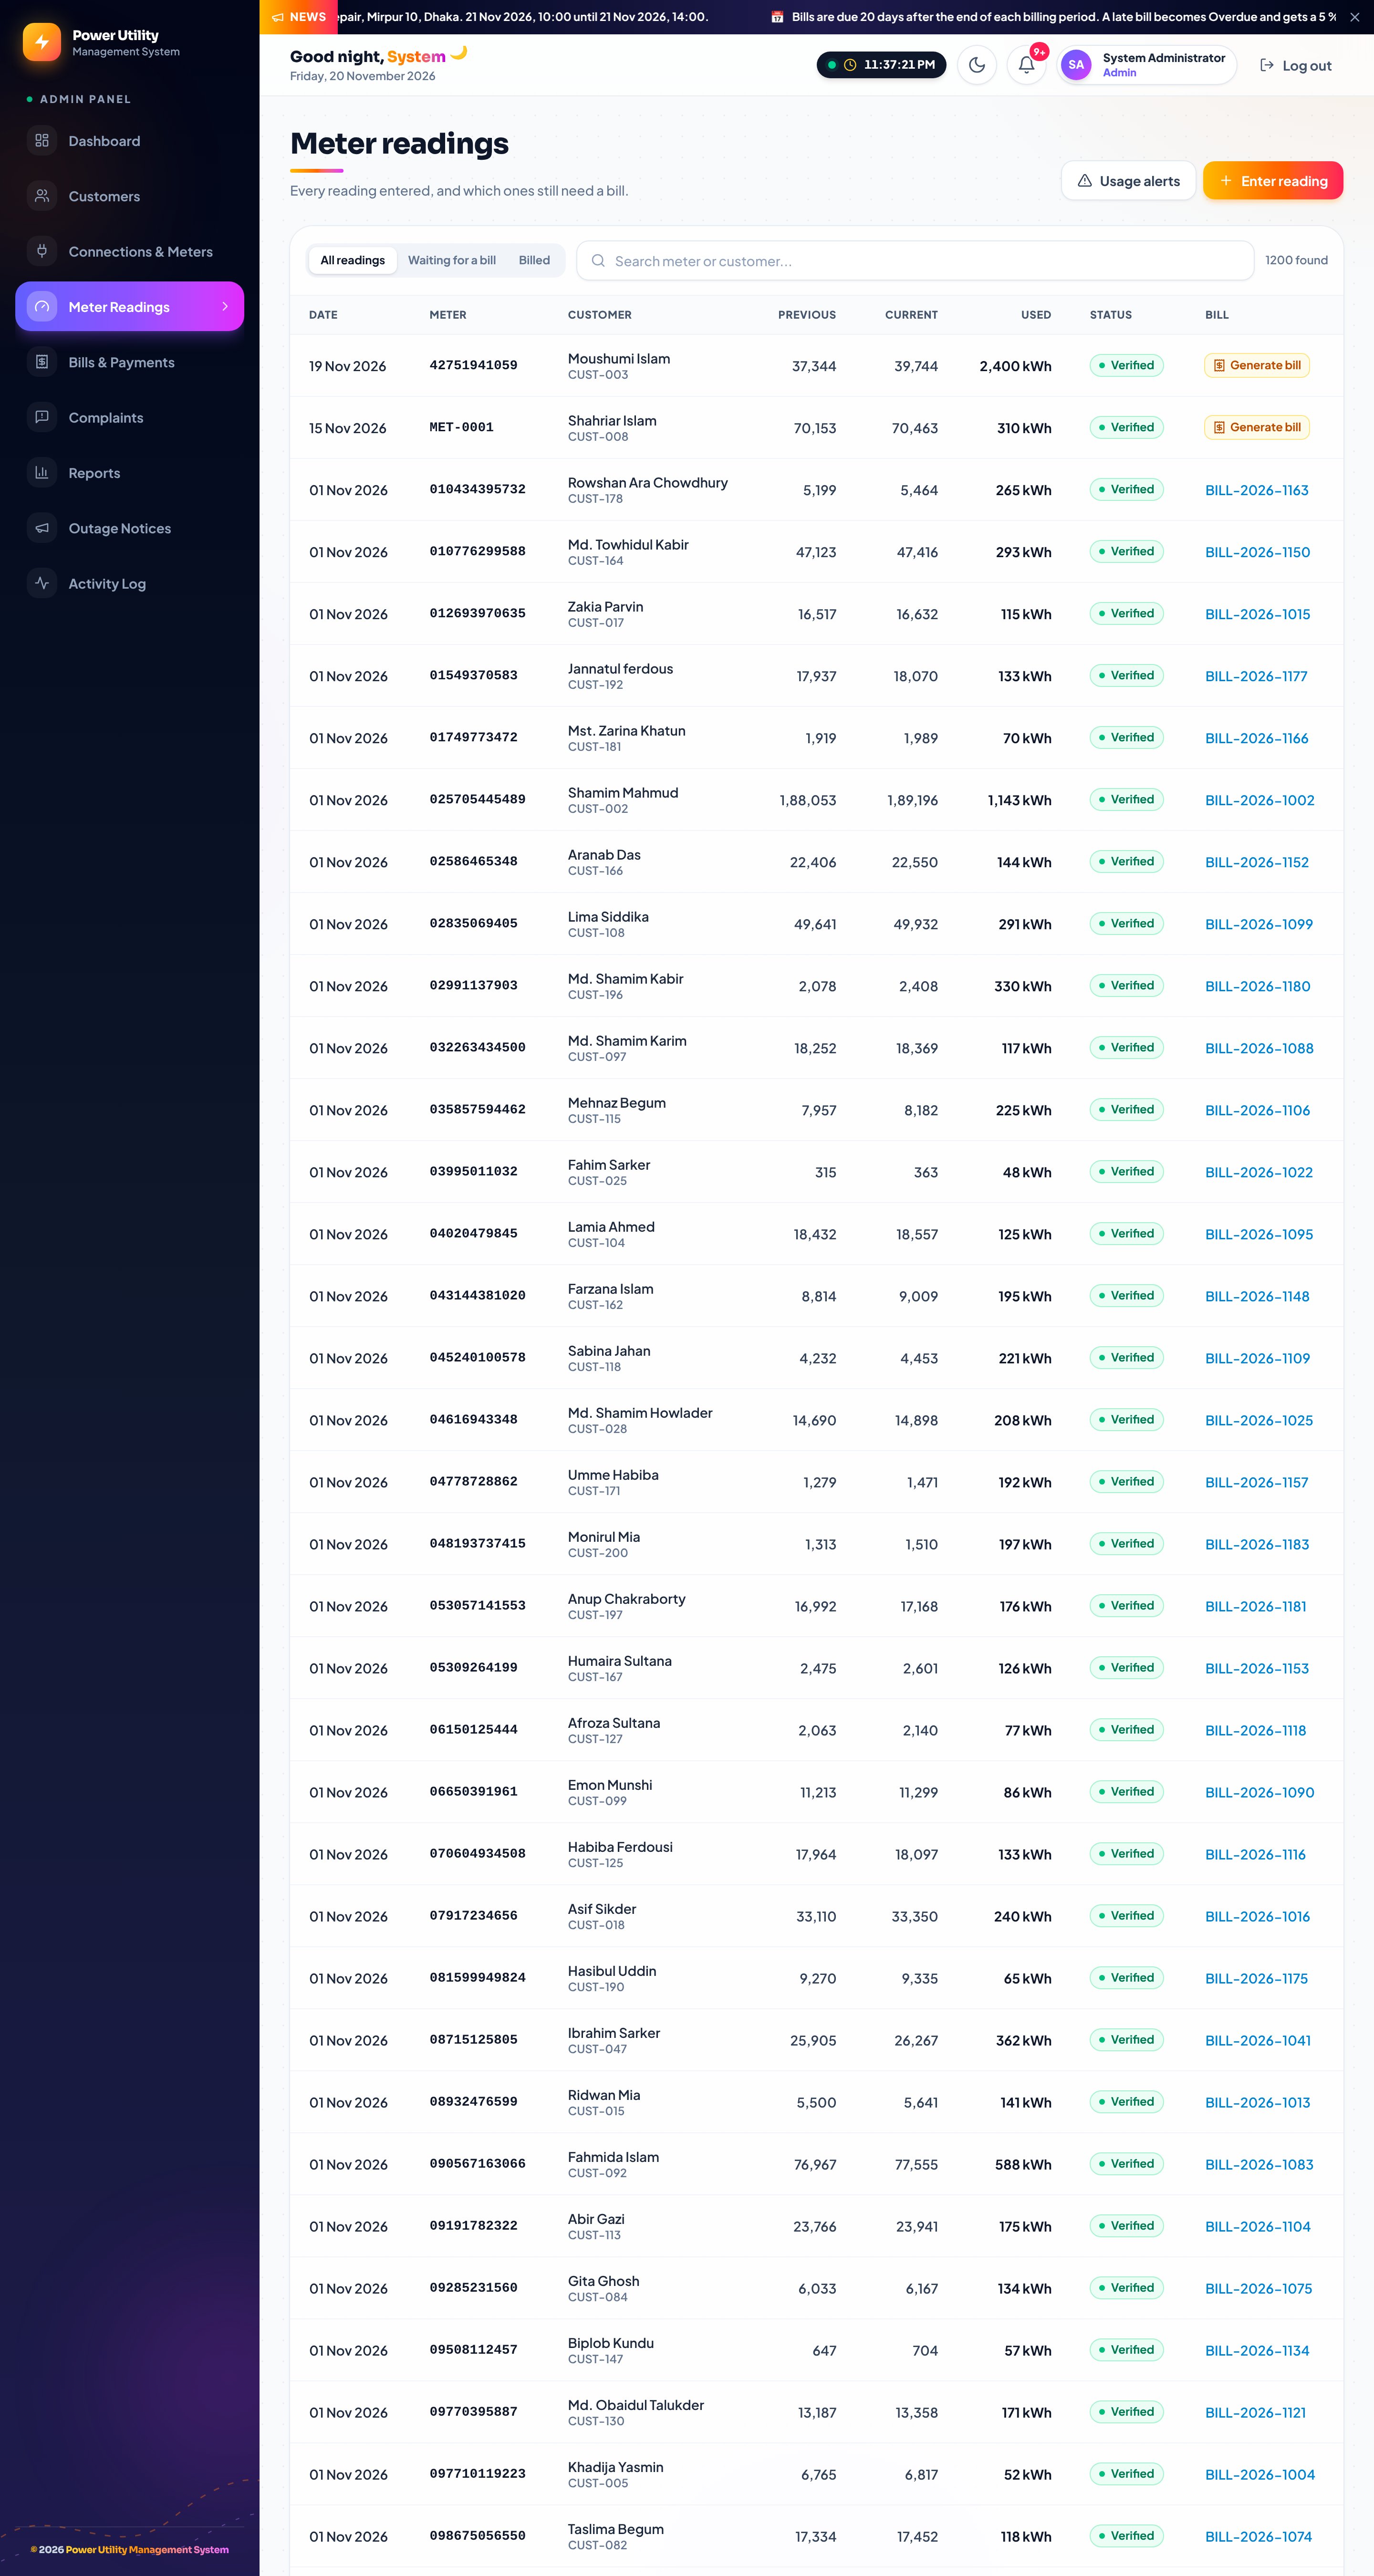 Power Utility
Management System
ADMIN PANEL
Dashboard
Customers
Connections & Meters
Meter Readings
Bills & Payments
Complaints
Reports
Outage Notices
Activity Log
© 2026 Power Utility Management System
NEWS
epair, Mirpur 10, Dhaka. 21 Nov 2026, 10:00 until 21 Nov 2026, 14:00. 📅 Bills are due 20 days after the end of each billing period. A late bill becomes Overdue and gets a 5 %
Good night, System 🌙
Friday, 20 November 2026
11:37:21 PM
9+
SA
System Administrator
Admin
Log out
Meter readings
Every reading entered, and which ones still need a bill.
Usage alerts
Enter reading
All readings Waiting for a bill Billed
Search meter or customer...
1200 found
DATE METER CUSTOMER PREVIOUS CURRENT USED STATUS BILL
19 Nov 2026 42751941059 Moushumi Islam 37,344 39,744 2,400 kWh Verified Generate bill
CUST-003
15 Nov 2026 MET-0001 Shahriar Islam 70,153 70,463 310 kWh Verified Generate bill
CUST-008
01 Nov 2026 010434395732 Rowshan Ara Chowdhury 5,199 5,464 265 kWh Verified BILL-2026-1163
CUST-178
01 Nov 2026 010776299588 Md. Towhidul Kabir 47,123 47,416 293 kWh Verified BILL-2026-1150
CUST-164
01 Nov 2026 012693970635 Zakia Parvin 16,517 16,632 115 kWh Verified BILL-2026-1015
CUST-017
01 Nov 2026 01549370583 Jannatul ferdous 17,937 18,070 133 kWh Verified BILL-2026-1177
CUST-192
01 Nov 2026 01749773472 Mst. Zarina Khatun 1,919 1,989 70 kWh Verified BILL-2026-1166
CUST-181
01 Nov 2026 025705445489 Shamim Mahmud 1,88,053 1,89,196 1,143 kWh Verified BILL-2026-1002
CUST-002
01 Nov 2026 02586465348 Aranab Das 22,406 22,550 144 kWh Verified BILL-2026-1152
CUST-166
01 Nov 2026 02835069405 Lima Siddika 49,641 49,932 291 kWh Verified BILL-2026-1099
CUST-108
01 Nov 2026 02991137903 Md. Shamim Kabir 2,078 2,408 330 kWh Verified BILL-2026-1180
CUST-196
01 Nov 2026 032263434500 Md. Shamim Karim 18,252 18,369 117 kWh Verified BILL-2026-1088
CUST-097
01 Nov 2026 035857594462 Mehnaz Begum 7,957 8,182 225 kWh Verified BILL-2026-1106
CUST-115
01 Nov 2026 03995011032 Fahim Sarker 315 363 48 kWh Verified BILL-2026-1022
CUST-025
01 Nov 2026 04020479845 Lamia Ahmed 18,432 18,557 125 kWh Verified BILL-2026-1095
CUST-104
01 Nov 2026 043144381020 Farzana Islam 8,814 9,009 195 kWh Verified BILL-2026-1148
CUST-162
01 Nov 2026 045240100578 Sabina Jahan 4,232 4,453 221 kWh Verified BILL-2026-1109
CUST-118
01 Nov 2026 04616943348 Md. Shamim Howlader 14,690 14,898 208 kWh Verified BILL-2026-1025
CUST-028
01 Nov 2026 04778728862 Umme Habiba 1,279 1,471 192 kWh Verified BILL-2026-1157
CUST-171
01 Nov 2026 048193737415 Monirul Mia 1,313 1,510 197 kWh Verified BILL-2026-1183
CUST-200
01 Nov 2026 053057141553 Anup Chakraborty 16,992 17,168 176 kWh Verified BILL-2026-1181
CUST-197
01 Nov 2026 05309264199 Humaira Sultana 2,475 2,601 126 kWh Verified BILL-2026-1153
CUST-167
01 Nov 2026 06150125444 Afroza Sultana 2,063 2,140 77 kWh Verified BILL-2026-1118
CUST-127
01 Nov 2026 06650391961 Emon Munshi 11,213 11,299 86 kWh Verified BILL-2026-1090
CUST-099
01 Nov 2026 070604934508 Habiba Ferdousi 17,964 18,097 133 kWh Verified BILL-2026-1116
CUST-125
01 Nov 2026 07917234656 Asif Sikder 33,110 33,350 240 kWh Verified BILL-2026-1016
CUST-018
01 Nov 2026 081599949824 Hasibul Uddin 9,270 9,335 65 kWh Verified BILL-2026-1175
CUST-190
01 Nov 2026 08715125805 Ibrahim Sarker 25,905 26,267 362 kWh Verified BILL-2026-1041
CUST-047
01 Nov 2026 08932476599 Ridwan Mia 5,500 5,641 141 kWh Verified BILL-2026-1013
CUST-015
01 Nov 2026 090567163066 Fahmida Islam 76,967 77,555 588 kWh Verified BILL-2026-1083
CUST-092
01 Nov 2026 09191782322 Abir Gazi 23,766 23,941 175 kWh Verified BILL-2026-1104
CUST-113
01 Nov 2026 09285231560 Gita Ghosh 6,033 6,167 134 kWh Verified BILL-2026-1075
CUST-084
01 Nov 2026 09508112457 Biplob Kundu 647 704 57 kWh Verified BILL-2026-1134
CUST-147
01 Nov 2026 09770395887 Md. Obaidul Talukder 13,187 13,358 171 kWh Verified BILL-2026-1121
CUST-130
01 Nov 2026 097710119223 Khadija Yasmin 6,765 6,817 52 kWh Verified BILL-2026-1004
CUST-005
01 Nov 2026 098675056550 Taslima Begum 17,334 17,452 118 kWh Verified BILL-2026-1074
CUST-082